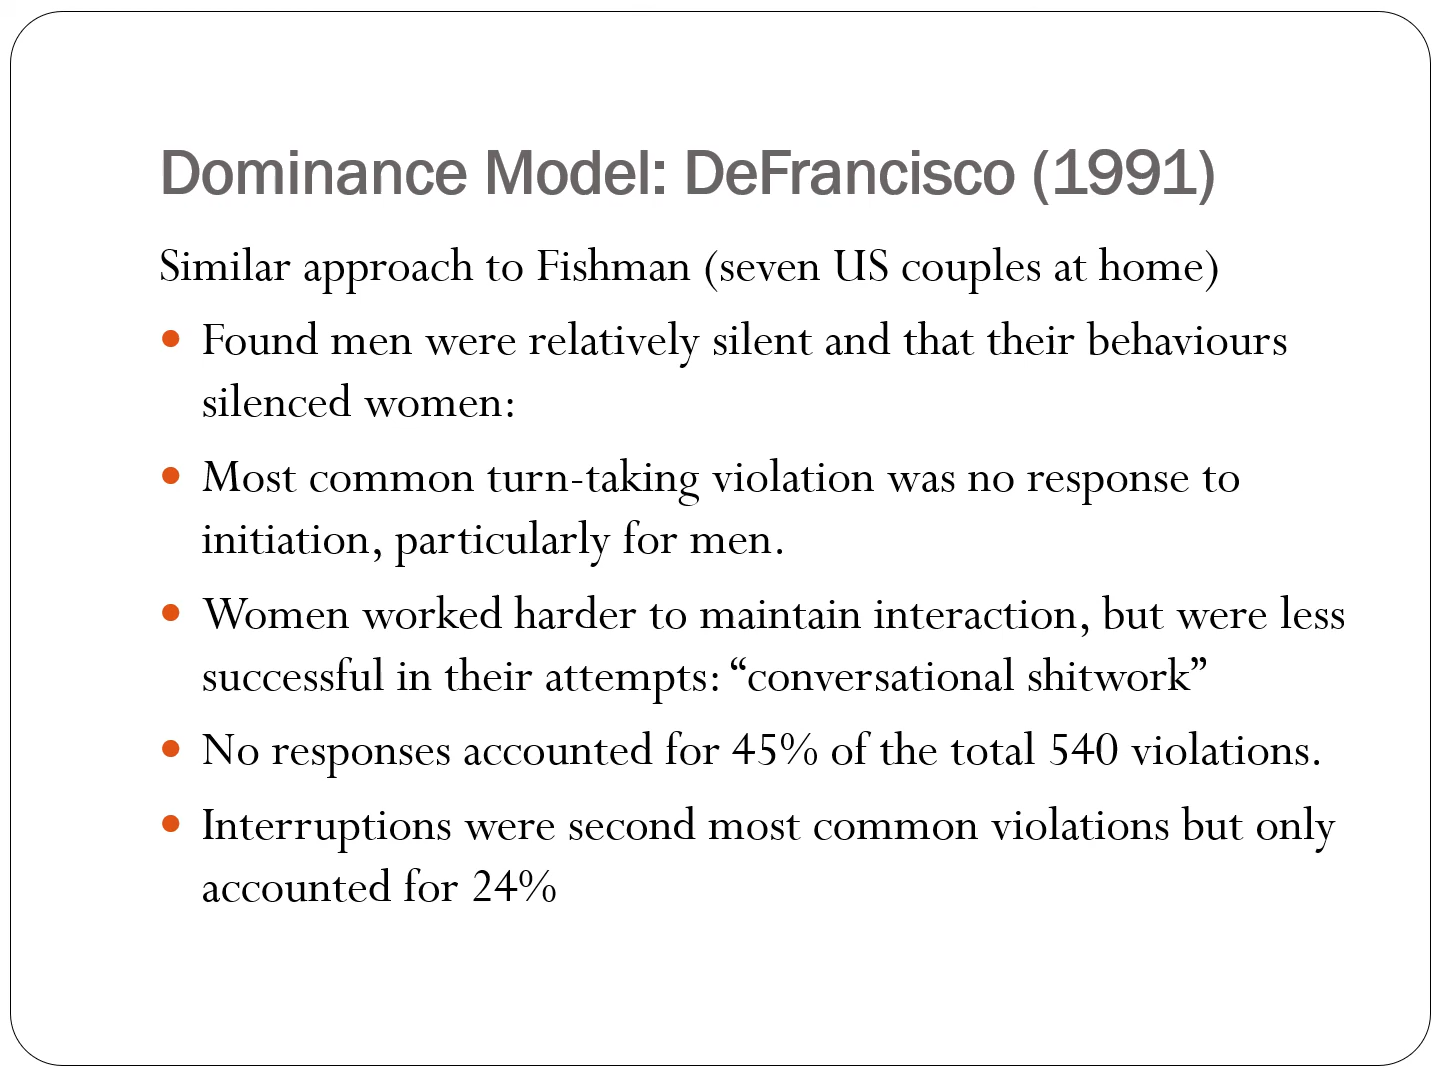 Dominance Model: DeFrancisco (1991)
Similar approach to Fishman (seven US couples at home)
• Found men were relatively silent and that their behaviours
silenced women:
• Most common turn-taking violation was no response to
initiation, particularly for men.
• Women worked harder to maintain interaction, but were less
successful in their attempts: “conversational shitwork”
• No responses accounted for 45% of the total 540 violations.
• Interruptions were second most common violations but only
accounted for 24%